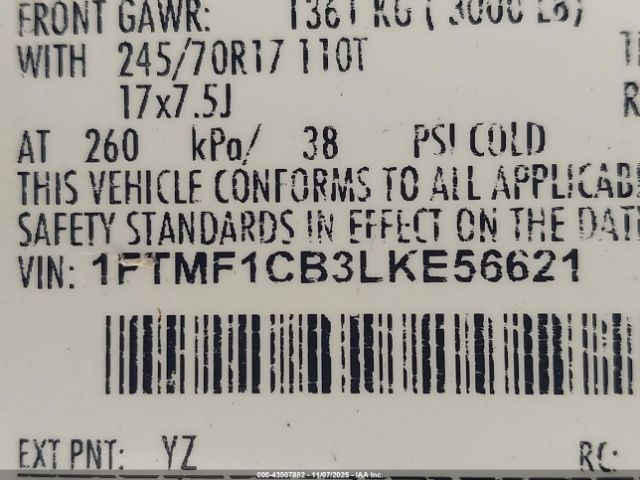 FRONT GAWR: 1361 KG ( 3000 LB)
WITH 245/70R17 110T
17x7.5J
AT 260 kPa/ 38 PSI COLD
THIS VEHICLE CONFORMS TO ALL APPLICABL
SAFETY STANDARDS IN EFFECT ON THE DAT
VIN: 1FTMF1CB3LKE56621
EXT PNT: YZ RC:
000-43507882 - 11/07/2025 - IAA Inc.